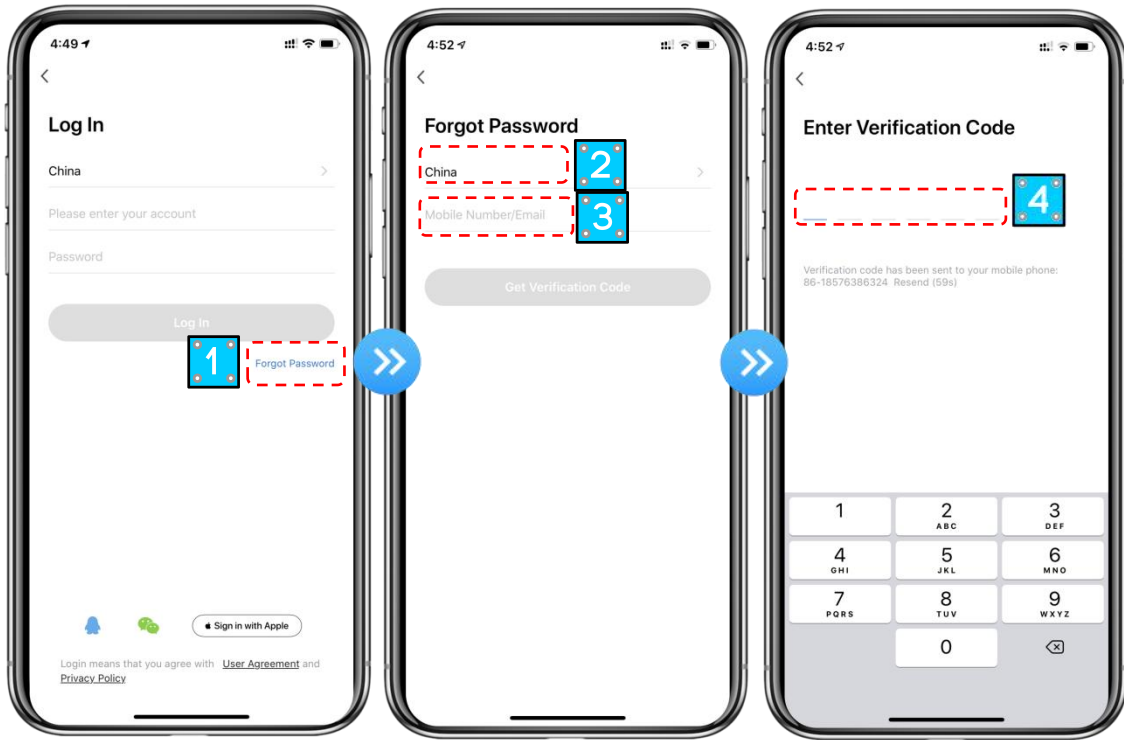 4:49
Log In
China
Please enter your account
Password
Log In
1
Forgot Password
Sign in with Apple
Login means that you agree with User Agreement and
Privacy Policy
4:52
Forgot Password
China
2
Mobile Number/Email
3
Get Verification Code
4:52
Enter Verification Code
4
Verification code has been sent to your mobile phone:
86-18576386324 Resend (59s)
1
2
ABC
3
DEF
4
GHI
5
JKL
6
MNO
7
PQRS
8
TUV
9
WXYZ
0